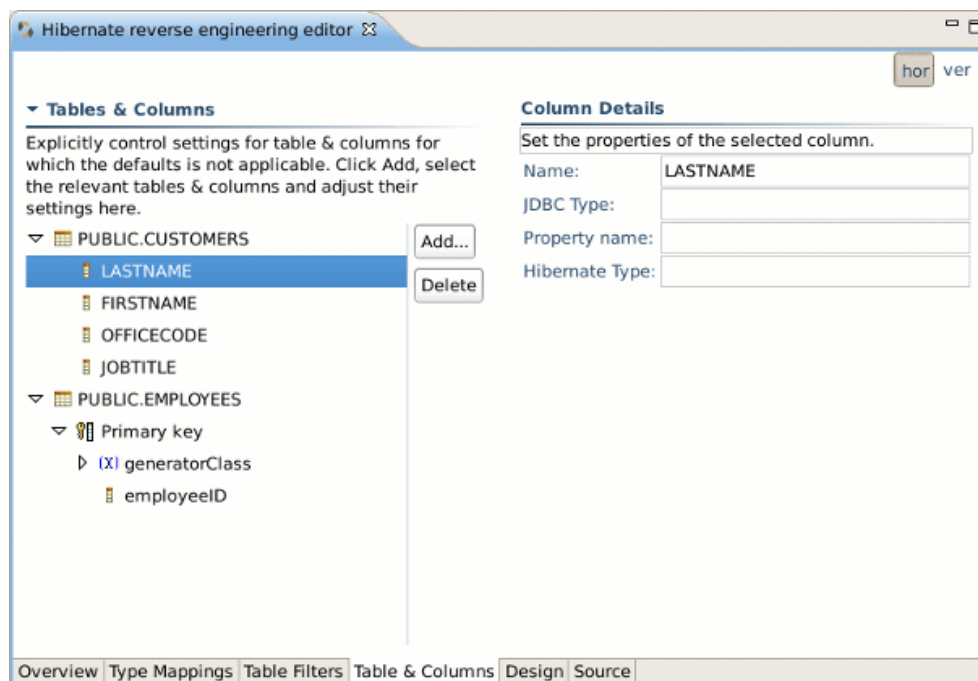 Hibernate reverse engineering editor
hor ver
Tables & Columns
Explicitly control settings for table & columns for
which the defaults is not applicable. Click Add, select
the relevant tables & columns and adjust their
settings here.
PUBLIC.CUSTOMERS
LASTNAME
FIRSTNAME
OFFICECODE
JOBTITLE
PUBLIC.EMPLOYEES
Primary key
(X) generatorClass
employeeID
Add...
Delete
Column Details
Set the properties of the selected column.
Name: LASTNAME
JDBC Type:
Property name:
Hibernate Type:
Overview Type Mappings Table Filters Table & Columns Design Source